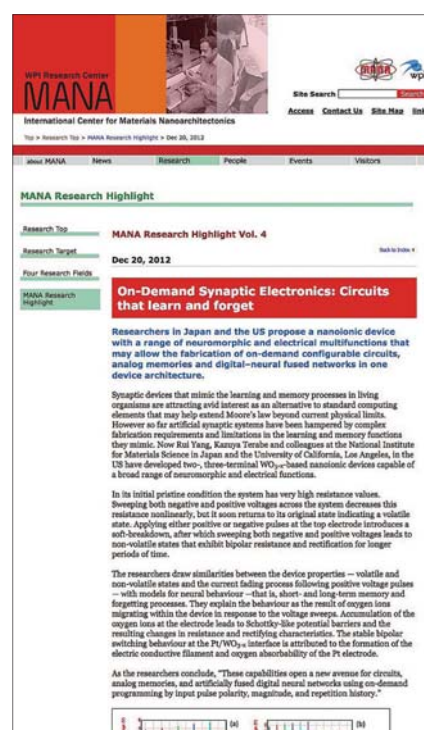 WPI Research Center
MANA
International Center for Materials Nanoarchitectonics
MANA
wpi
Site Search
Search
Access Contact Us Site Map link
Top > Research Top > MANA Research Highlight > Dec 20, 2012
about MANA News Research People Events Visitors
MANA Research Highlight
Research Top
Research Target
Four Research Fields
MANA Research
Highlight
MANA Research Highlight Vol. 4
Back to Index
Dec 20, 2012
On-Demand Synaptic Electronics: Circuits
that learn and forget
Researchers in Japan and the US propose a nanoionic device
with a range of neuromorphic and electrical multifunctions that
may allow the fabrication of on-demand configurable circuits,
analog memories and digital–neural fused networks in one
device architecture.
Synaptic devices that mimic the learning and memory processes in living
organisms are attracting avid interest as an alternative to standard computing
elements that may help extend Moore's law beyond current physical limits.
However so far artificial synaptic systems have been hampered by complex
fabrication requirements and limitations in the learning and memory functions
they mimic. Now Rui Yang, Kazuya Terabe and colleagues at the National Institute
for Materials Science in Japan and the University of California, Los Angeles, in the
US have developed two-, three-terminal WO3-x-based nanoionic devices capable of
a broad range of neuromorphic and electrical functions.
In its initial pristine condition the system has very high resistance values.
Sweeping both negative and positive voltages across the system decreases this
resistance nonlinearly, but it soon returns to its original state indicating a volatile
state. Applying either positive or negative pulses at the top electrode introduces a
soft-breakdown, after which sweeping both negative and positive voltages leads to
non-volatile states that exhibit bipolar resistance and rectification for longer
periods of time.
The researchers draw similarities between the device properties — volatile and
non-volatile states and the current fading process following positive voltage pulses
— with models for neural behaviour —that is, short- and long-term memory and
forgetting processes. They explain the behaviour as the result of oxygen ions
migrating within the device in response to the voltage sweeps. Accumulation of the
oxygen ions at the electrode leads to Schottky-like potential barriers and the
resulting changes in resistance and rectifying characteristics. The stable bipolar
switching behaviour at the Pt/WO3-x interface is attributed to the formation of the
electric conductive filament and oxygen absorbability of the Pt electrode.
As the researchers conclude, "These capabilities open a new avenue for circuits,
analog memories, and artificially fused digital neural networks using on-demand
programming by input pulse polarity, magnitude, and repetition history."
(a) (b)